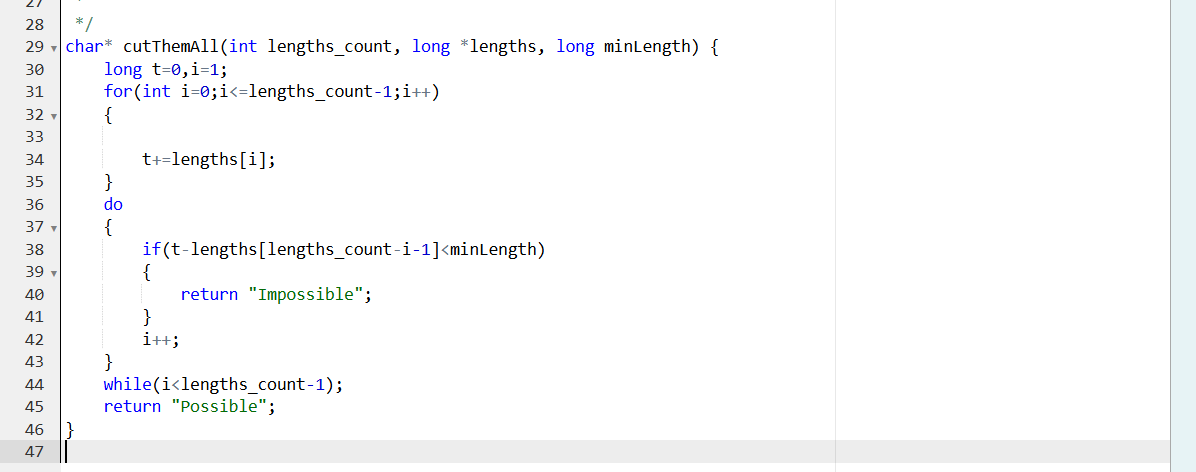 27
28 */
29 char* cutThemAll(int lengths_count, long *lengths, long minLength) {
30 long t=0,i=1;
31 for(int i=0;i<=lengths_count-1;i++)
32 {
33
34 t+=lengths[i];
35 }
36 do
37 {
38 if(t-lengths[lengths_count-i-1]<minLength)
39 {
40 return "Impossible";
41 }
42 i++;
43 }
44 while(i<lengths_count-1);
45 return "Possible";
46 }
47